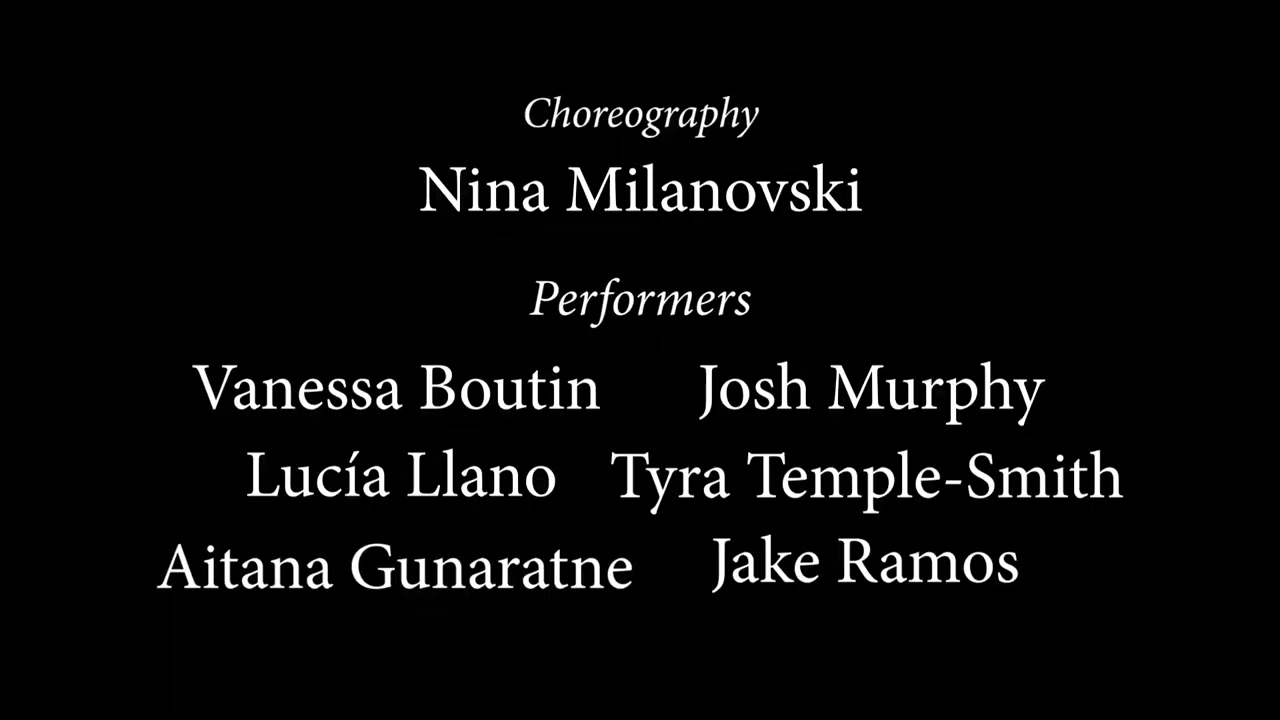 Choreography
Nina Milanovski
Performers
Vanessa Boutin Josh Murphy
Lucía Llano Tyra Temple-Smith
Aitana Gunaratne Jake Ramos